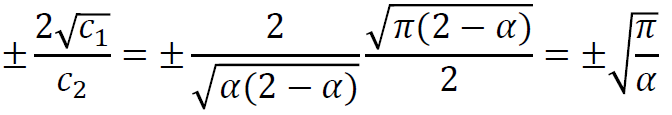 ± 2√c₁ / c₂ = ± 2 / √α(2 − α) √π(2 − α) / 2 = ± √π / α